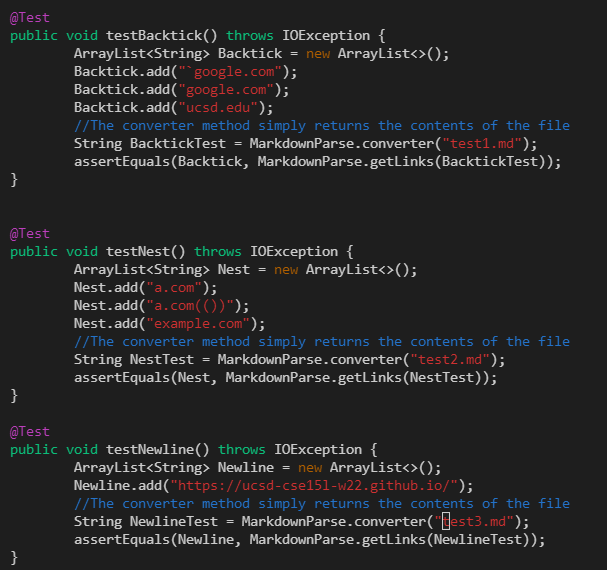 @Test
public void testBacktick() throws IOException {
        ArrayList<String> Backtick = new ArrayList<>();
        Backtick.add("`google.com");
        Backtick.add("google.com");
        Backtick.add("ucsd.edu");
        //The converter method simply returns the contents of the file
        String BacktickTest = MarkdownParse.converter("test1.md");
        assertEquals(Backtick, MarkdownParse.getLinks(BacktickTest));
}
@Test
public void testNest() throws IOException {
        ArrayList<String> Nest = new ArrayList<>();
        Nest.add("a.com");
        Nest.add("a.com(())");
        Nest.add("example.com");
        //The converter method simply returns the contents of the file
        String NestTest = MarkdownParse.converter("test2.md");
        assertEquals(Nest, MarkdownParse.getLinks(NestTest));
}
@Test
public void testNewline() throws IOException {
        ArrayList<String> Newline = new ArrayList<>();
        Newline.add("https://ucsd-cse15l-w22.github.io/");
        //The converter method simply returns the contents of the file
        String NewlineTest = MarkdownParse.converter("test3.md");
        assertEquals(Newline, MarkdownParse.getLinks(NewlineTest));
}